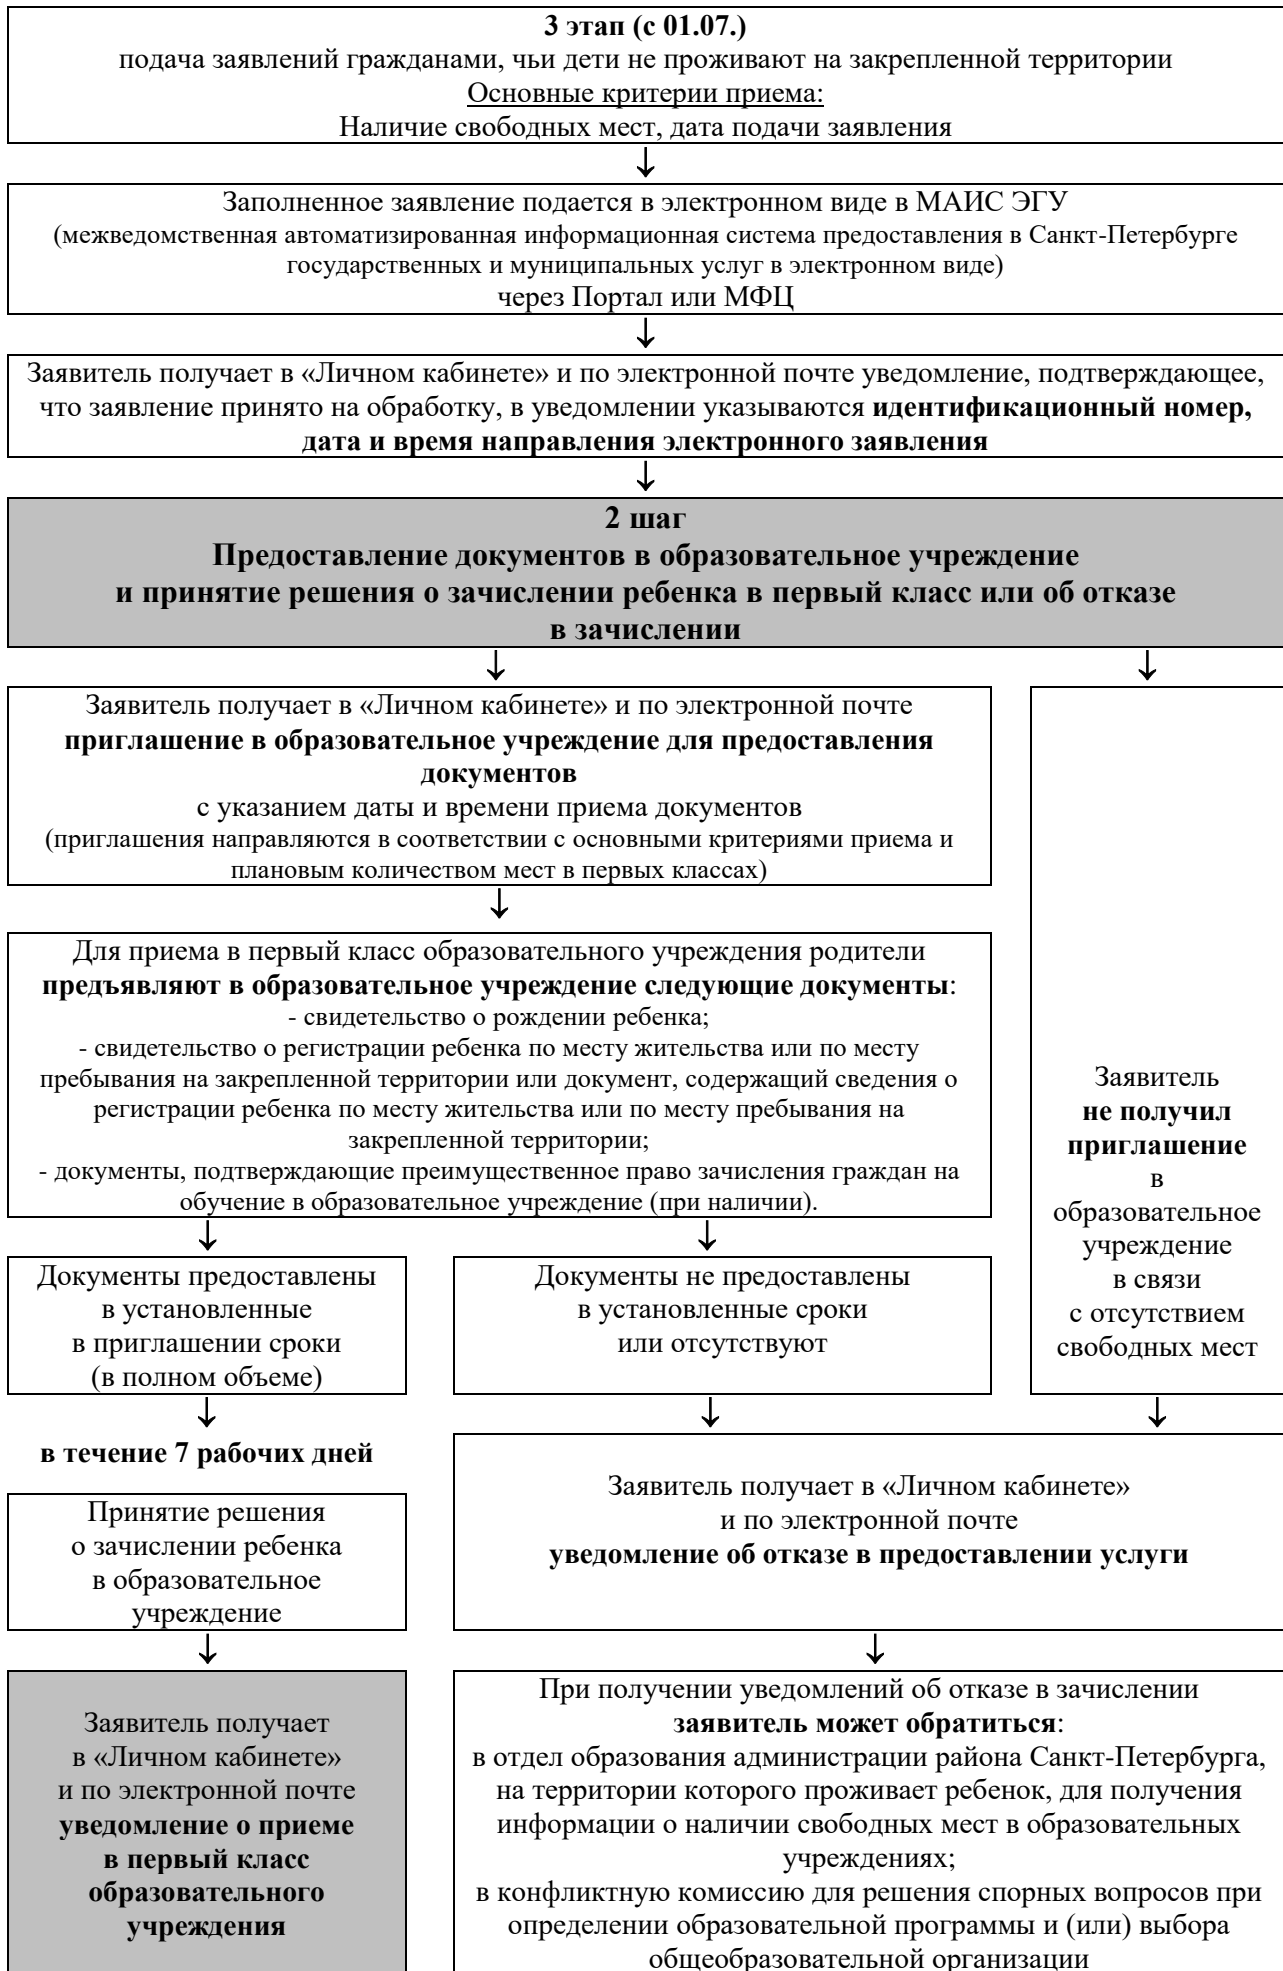 3 этап (с 01.07.)
подача заявлений гражданами, чьи дети не проживают на закрепленной территории
Основные критерии приема:
Наличие свободных мест, дата подачи заявления
Заполненное заявление подается в электронном виде в МАИС ЭГУ
(межведомственная автоматизированная информационная система предоставления в Санкт-Петербурге
государственных и муниципальных услуг в электронном виде)
через Портал или МФЦ
Заявитель получает в «Личном кабинете» и по электронной почте уведомление, подтверждающее,
что заявление принято на обработку, в уведомлении указываются идентификационный номер,
дата и время направления электронного заявления
2 шаг
Предоставление документов в образовательное учреждение
и принятие решения о зачислении ребенка в первый класс или об отказе
в зачислении
Заявитель получает в «Личном кабинете» и по электронной почте
приглашение в образовательное учреждение для предоставления
документов
с указанием даты и времени приема документов
(приглашения направляются в соответствии с основными критериями приема и
плановым количеством мест в первых классах)
Для приема в первый класс образовательного учреждения родители
предъявляют в образовательное учреждение следующие документы:
- свидетельство о рождении ребенка;
- свидетельство о регистрации ребенка по месту жительства или по месту
пребывания на закрепленной территории или документ, содержащий сведения о
регистрации ребенка по месту жительства или по месту пребывания на
закрепленной территории;
- документы, подтверждающие преимущественное право зачисления граждан на
обучение в образовательное учреждение (при наличии).
Заявитель
не получил
приглашение
в
образовательное
учреждение
в связи
с отсутствием
свободных мест
Документы предоставлены
в установленные
в приглашении сроки
(в полном объеме)
Документы не предоставлены
в установленные сроки
или отсутствуют
в течение 7 рабочих дней
Принятие решения
о зачислении ребенка
в образовательное
учреждение
Заявитель получает в «Личном кабинете»
и по электронной почте
уведомление об отказе в предоставлении услуги
Заявитель получает
в «Личном кабинете»
и по электронной почте
уведомление о приеме
в первый класс
образовательного
учреждения
При получении уведомлений об отказе в зачислении
заявитель может обратиться:
в отдел образования администрации района Санкт-Петербурга,
на территории которого проживает ребенок, для получения
информации о наличии свободных мест в образовательных
учреждениях;
в конфликтную комиссию для решения спорных вопросов при
определении образовательной программы и (или) выбора
общеобразовательной организации